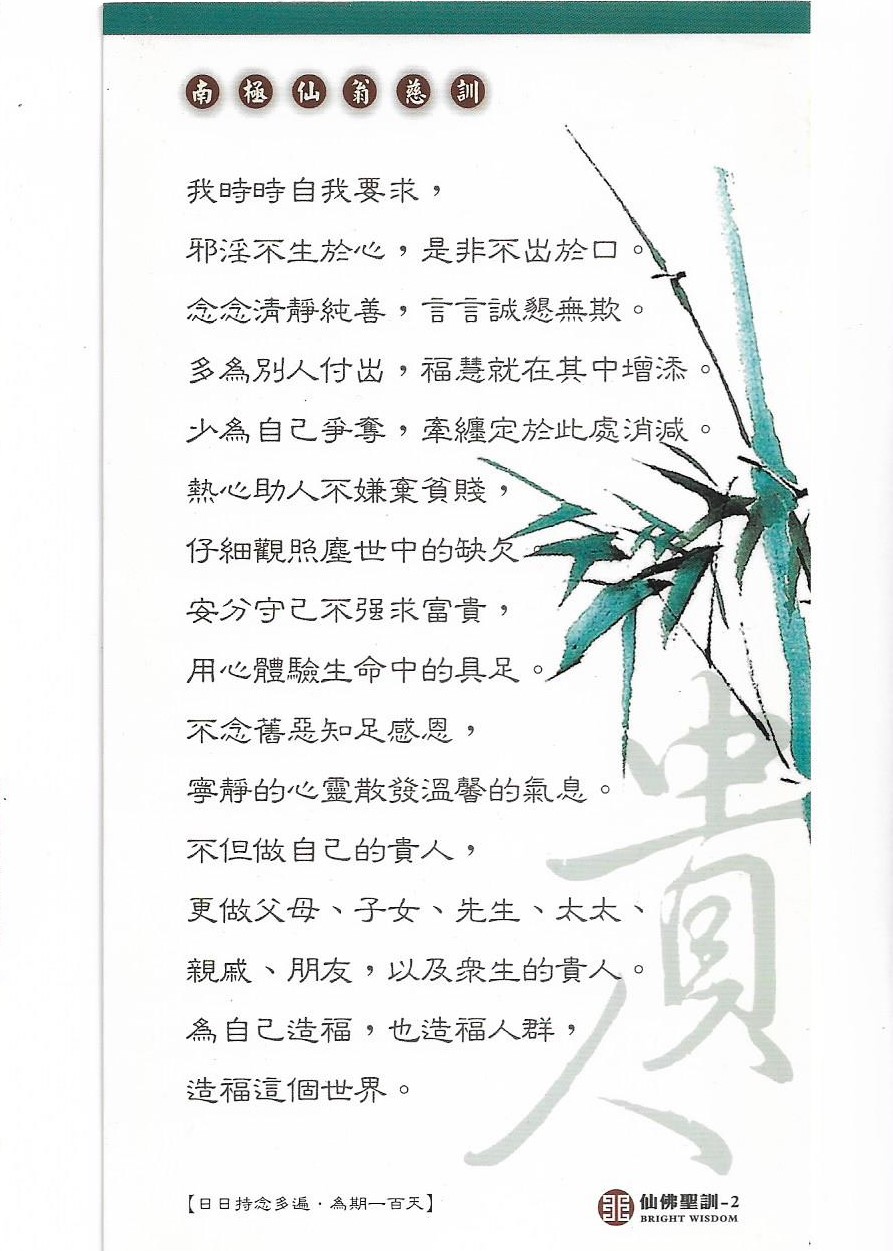 南極仙翁慈訓
我時時自我要求，
邪淫不生於心，是非不出於口。
念念清靜純善，言言誠懇無欺。
多為別人付出，福慧就在其中增添。
少為自己爭奪，牽纏定於此處消減。
熱心助人不嫌棄貧賤，
仔細觀照塵世中的缺欠。
安分守己不强求富貴，
用心體驗生命中的具足。
不念舊惡知足感恩，
寧靜的心靈散發溫馨的氣息。
不但做自己的貴人，
更做父母、子女、先生、太太、
親戚、朋友，以及衆生的貴人。
為自己造福，也造福人群，
造福這個世界。
貴人
【日日持念多遍·為期一百天】
仙佛聖訓-2
BRIGHT WISDOM